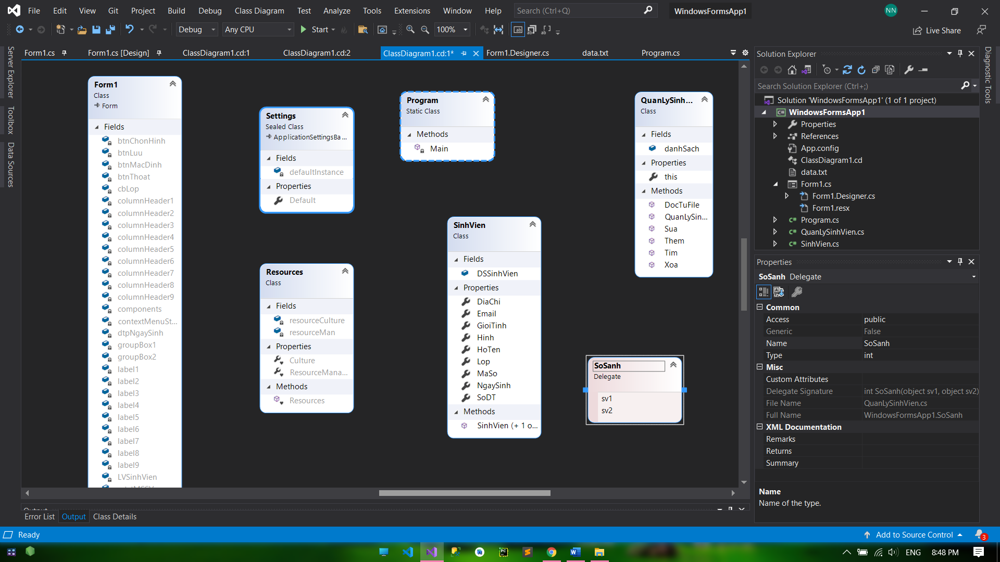 File Edit View Git Project Build Debug Class Diagram Test Analyze Tools Extensions Window Help Search (Ctrl+Q) WindowsFormsApp1 NN
Debug Any CPU Start 100% Live Share
Form1.cs Form1.cs [Design] ClassDiagram1.cd:1 ClassDiagram1.cd:2 ClassDiagram1.cd:1* Form1.Designer.cs data.txt Program.cs
Server Explorer
Toolbox
Data Sources
Form1
Class
Form
Fields
btnChonHinh
btnLuu
btnMacDinh
btnThoat
cbLop
columnHeader1
columnHeader2
columnHeader3
columnHeader4
columnHeader5
columnHeader6
columnHeader7
columnHeader8
columnHeader9
components
contextMenuSt...
dtpNgaySinh
groupBox1
groupBox2
label1
label2
label3
label4
label5
label6
label7
label8
label9
LVSinhVien
Settings
Sealed Class
ApplicationSettingsBa...
Fields
defaultInstance
Properties
Default
Resources
Class
Fields
resourceCulture
resourceMan
Properties
Culture
ResourceMana...
Methods
Resources
Program
Static Class
Methods
Main
SinhVien
Class
Fields
DSSinhVien
Properties
DiaChi
Email
GioiTinh
Hinh
HoTen
Lop
MaSo
NgaySinh
SoDT
Methods
SinhVien (+ 1 o...
QuanLySinh...
Class
Fields
danhSach
Properties
this
Methods
DocTuFile
QuanLySin...
Sua
Them
Tim
Xoa
SoSanh
Delegate
sv1
sv2
Solution Explorer
Search Solution Explorer (Ctrl+;)
Solution 'WindowsFormsApp1' (1 of 1 project)
C# WindowsFormsApp1
Properties
References
App.config
ClassDiagram1.cd
data.txt
Form1.cs
Form1.Designer.cs
Form1.resx
C# Program.cs
C# QuanLySinhVien.cs
C# SinhVien.cs
Diagnostic Tools
Properties
SoSanh Delegate
Common
Access public
Generic False
Name SoSanh
Type int
Misc
Custom Attributes
Delegate Signature int SoSanh(object sv1, object sv2)
File Name QuanLySinhVien.cs
Full Name WindowsFormsApp1.SoSanh
XML Documentation
Remarks
Returns
Summary
Name
Name of the type.
Output
Error List Output Class Details
Ready Add to Source Control 3
ENG 8:48 PM